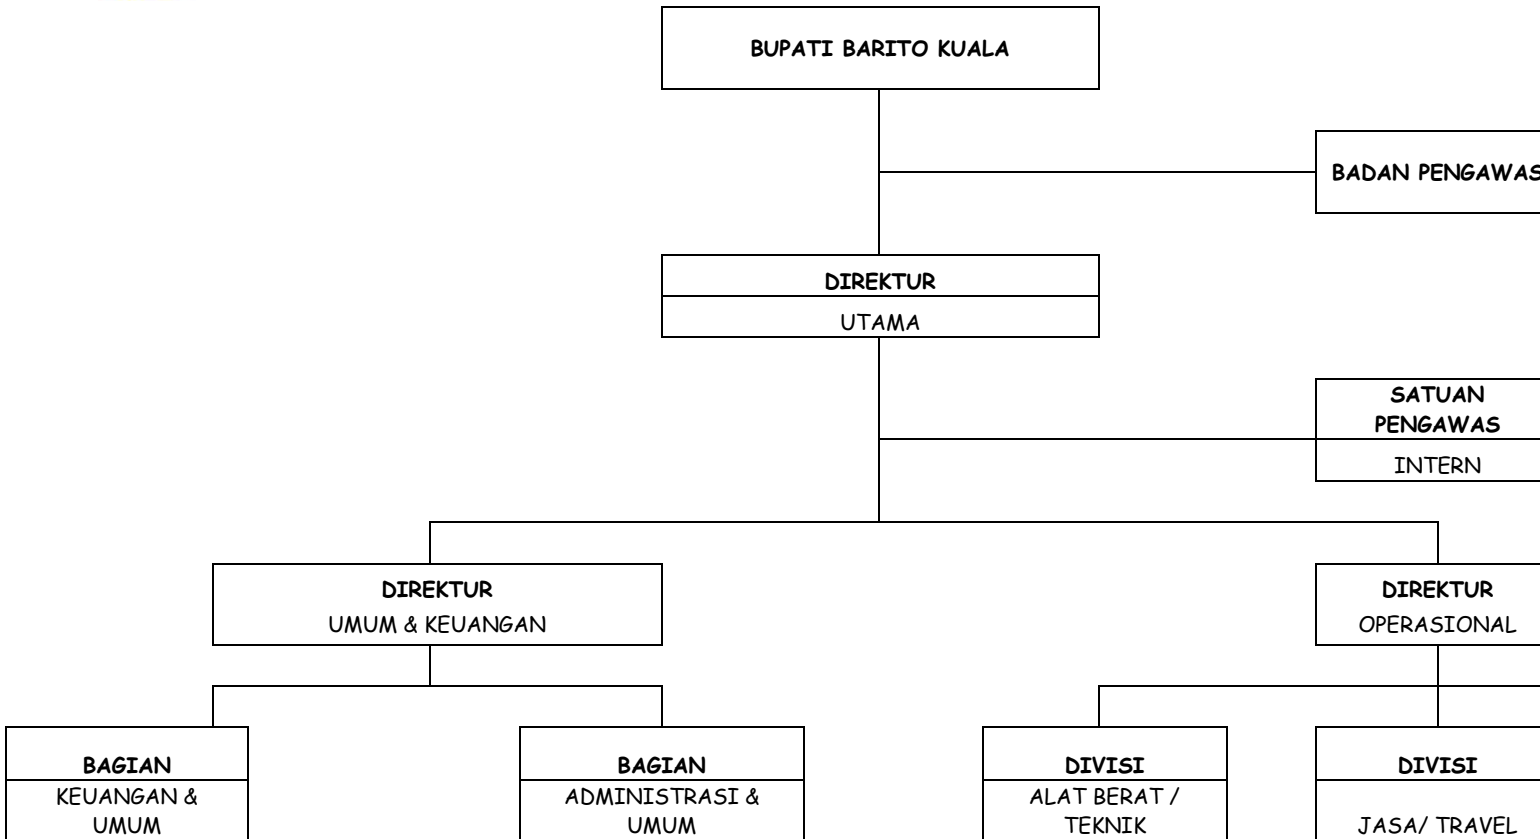 BUPATI BARITO KUALA
BADAN PENGAWAS
DIREKTUR
UTAMA
SATUAN
PENGAWAS
INTERN
DIREKTUR
UMUM & KEUANGAN
DIREKTUR
OPERASIONAL
BAGIAN
KEUANGAN &
UMUM
BAGIAN
ADMINISTRASI &
UMUM
DIVISI
ALAT BERAT /
TEKNIK
DIVISI
JASA/ TRAVEL